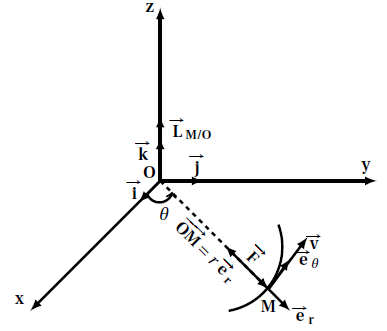 z
L⃗ M/O
k⃗
O
j⃗
y
i⃗
θ
OM⃗ = r e⃗ r
F⃗
v⃗
e⃗ θ
x
M
e⃗ r